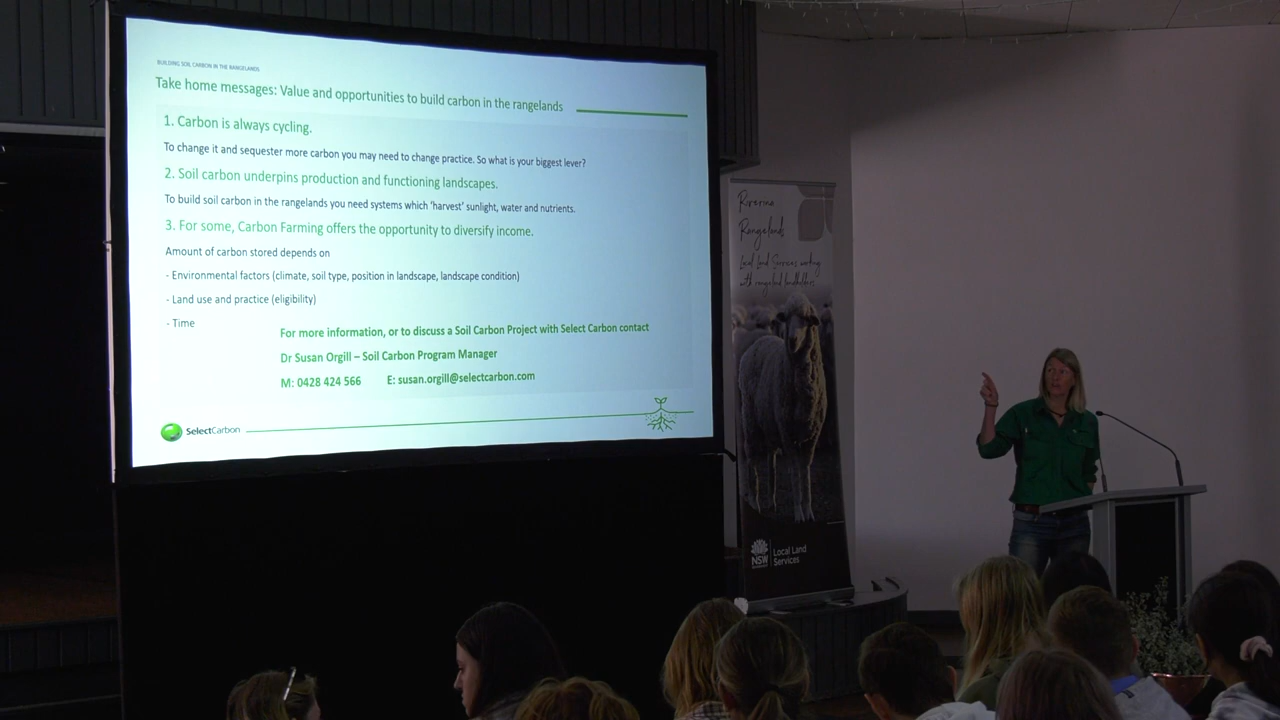 BUILDING SOIL CARBON IN THE RANGELANDS
Take home messages: Value and opportunities to build carbon in the rangelands
1. Carbon is always cycling.
To change it and sequester more carbon you may need to change practice. So what is your biggest lever?
2. Soil carbon underpins production and functioning landscapes.
To build soil carbon in the rangelands you need systems which 'harvest' sunlight, water and nutrients.
3. For some, Carbon Farming offers the opportunity to diversify income.
Amount of carbon stored depends on
- Environmental factors (climate, soil type, position in landscape, landscape condition)
- Land use and practice (eligibility)
- Time
For more information, or to discuss a Soil Carbon Project with Select Carbon contact
Dr Susan Orgill – Soil Carbon Program Manager
M: 0428 424 566 E: susan.orgill@selectcarbon.com
SelectCarbon
Riverina
Rangelands
Local Land Services working
with rangeland landholders
NSW
Local Land
Services